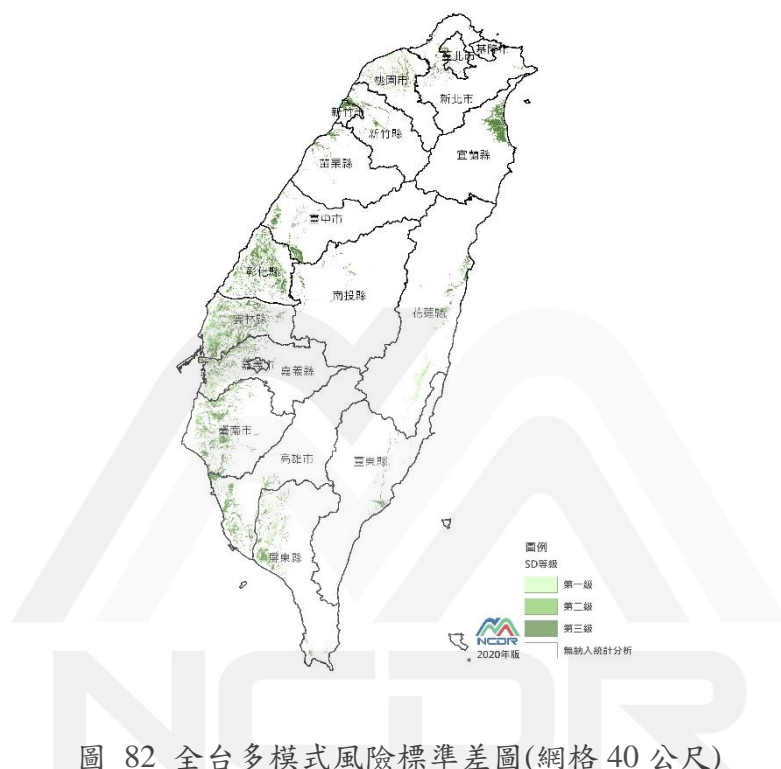 基隆市
臺北市
桃園市
新北市
新竹市
新竹縣
宜蘭縣
苗栗縣
臺中市
彰化縣
南投縣
花蓮縣
雲林縣
嘉義市
嘉義縣
臺南市
高雄市
臺東縣
屏東縣
圖例
SD等級
第一級
第二級
第三級
無納入統計分析
NCDR
2020年版
NCDR
圖 82 全台多模式風險標準差圖(網格 40 公尺)